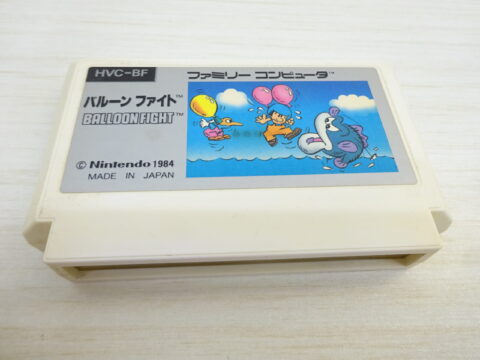 HVC-BF
ファミリー コンピュータ™
バルーン ファイト™
BALLOON FIGHT™
© Nintendo 1984
MADE IN JAPAN